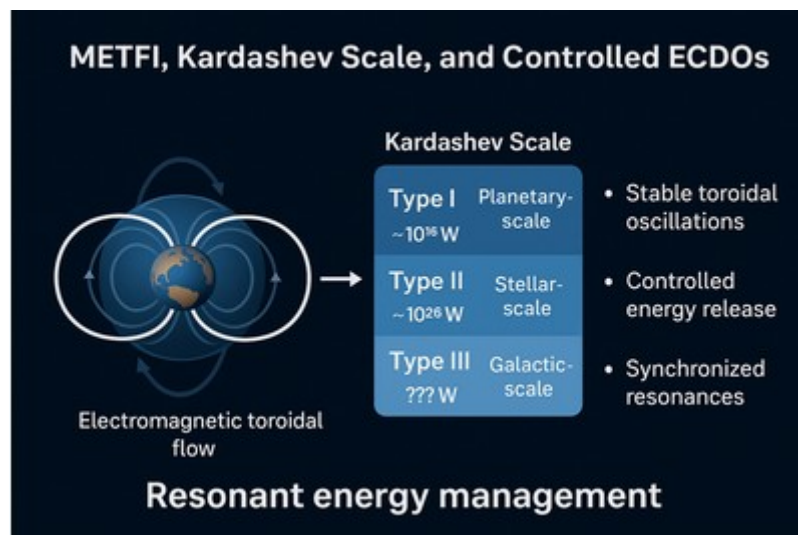 METFI, Kardashev Scale, and Controlled ECDOs
Kardashev Scale
Type I
~10¹⁶ W
Planetary-
scale
Type II
~10²⁶ W
Stellar-
scale
Type III
??? W
Galactic-
scale
• Stable toroidal
oscillations
• Controlled
energy release
• Synchronized
resonances
Electromagnetic toroidal
flow
Resonant energy management